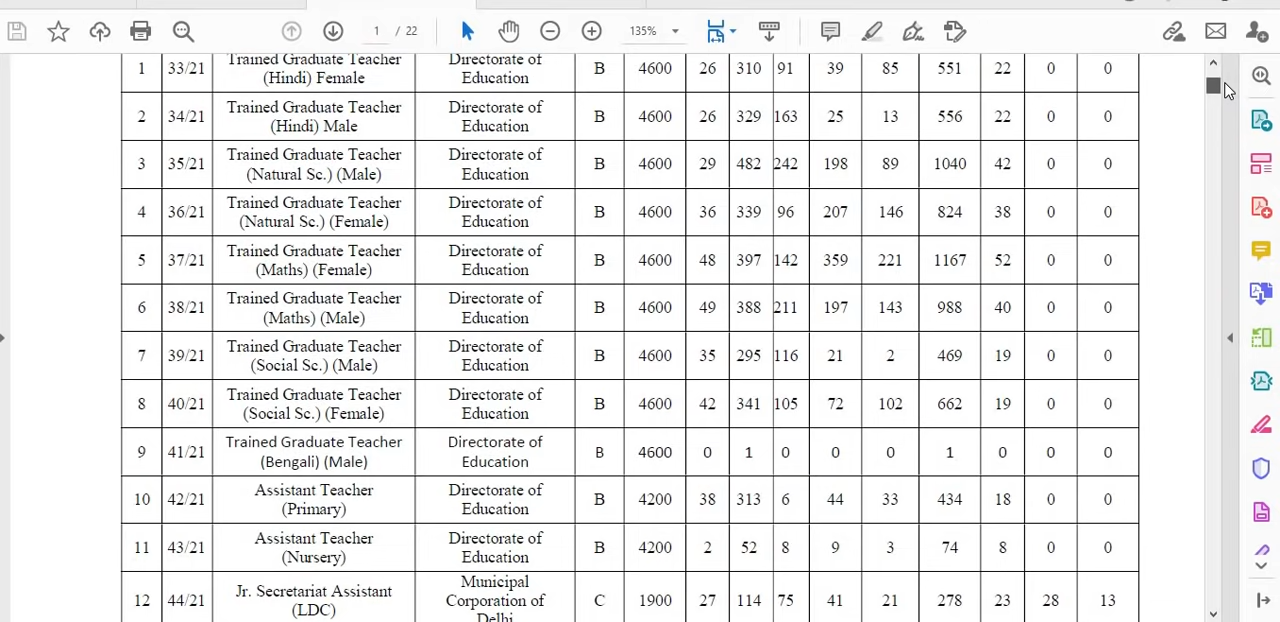 1 / 22 135%
1 33/21 Trained Graduate Teacher (Hindi) Female Directorate of Education B 4600 26 310 91 39 85 551 22 0 0
2 34/21 Trained Graduate Teacher (Hindi) Male Directorate of Education B 4600 26 329 163 25 13 556 22 0 0
3 35/21 Trained Graduate Teacher (Natural Sc.) (Male) Directorate of Education B 4600 29 482 242 198 89 1040 42 0 0
4 36/21 Trained Graduate Teacher (Natural Sc.) (Female) Directorate of Education B 4600 36 339 96 207 146 824 38 0 0
5 37/21 Trained Graduate Teacher (Maths) (Female) Directorate of Education B 4600 48 397 142 359 221 1167 52 0 0
6 38/21 Trained Graduate Teacher (Maths) (Male) Directorate of Education B 4600 49 388 211 197 143 988 40 0 0
7 39/21 Trained Graduate Teacher (Social Sc.) (Male) Directorate of Education B 4600 35 295 116 21 2 469 19 0 0
8 40/21 Trained Graduate Teacher (Social Sc.) (Female) Directorate of Education B 4600 42 341 105 72 102 662 19 0 0
9 41/21 Trained Graduate Teacher (Bengali) (Male) Directorate of Education B 4600 0 1 0 0 0 1 0 0 0
10 42/21 Assistant Teacher (Primary) Directorate of Education B 4200 38 313 6 44 33 434 18 0 0
11 43/21 Assistant Teacher (Nursery) Directorate of Education B 4200 2 52 8 9 3 74 8 0 0
12 44/21 Jr. Secretariat Assistant (LDC) Municipal Corporation of Delhi C 1900 27 114 75 41 21 278 23 28 13